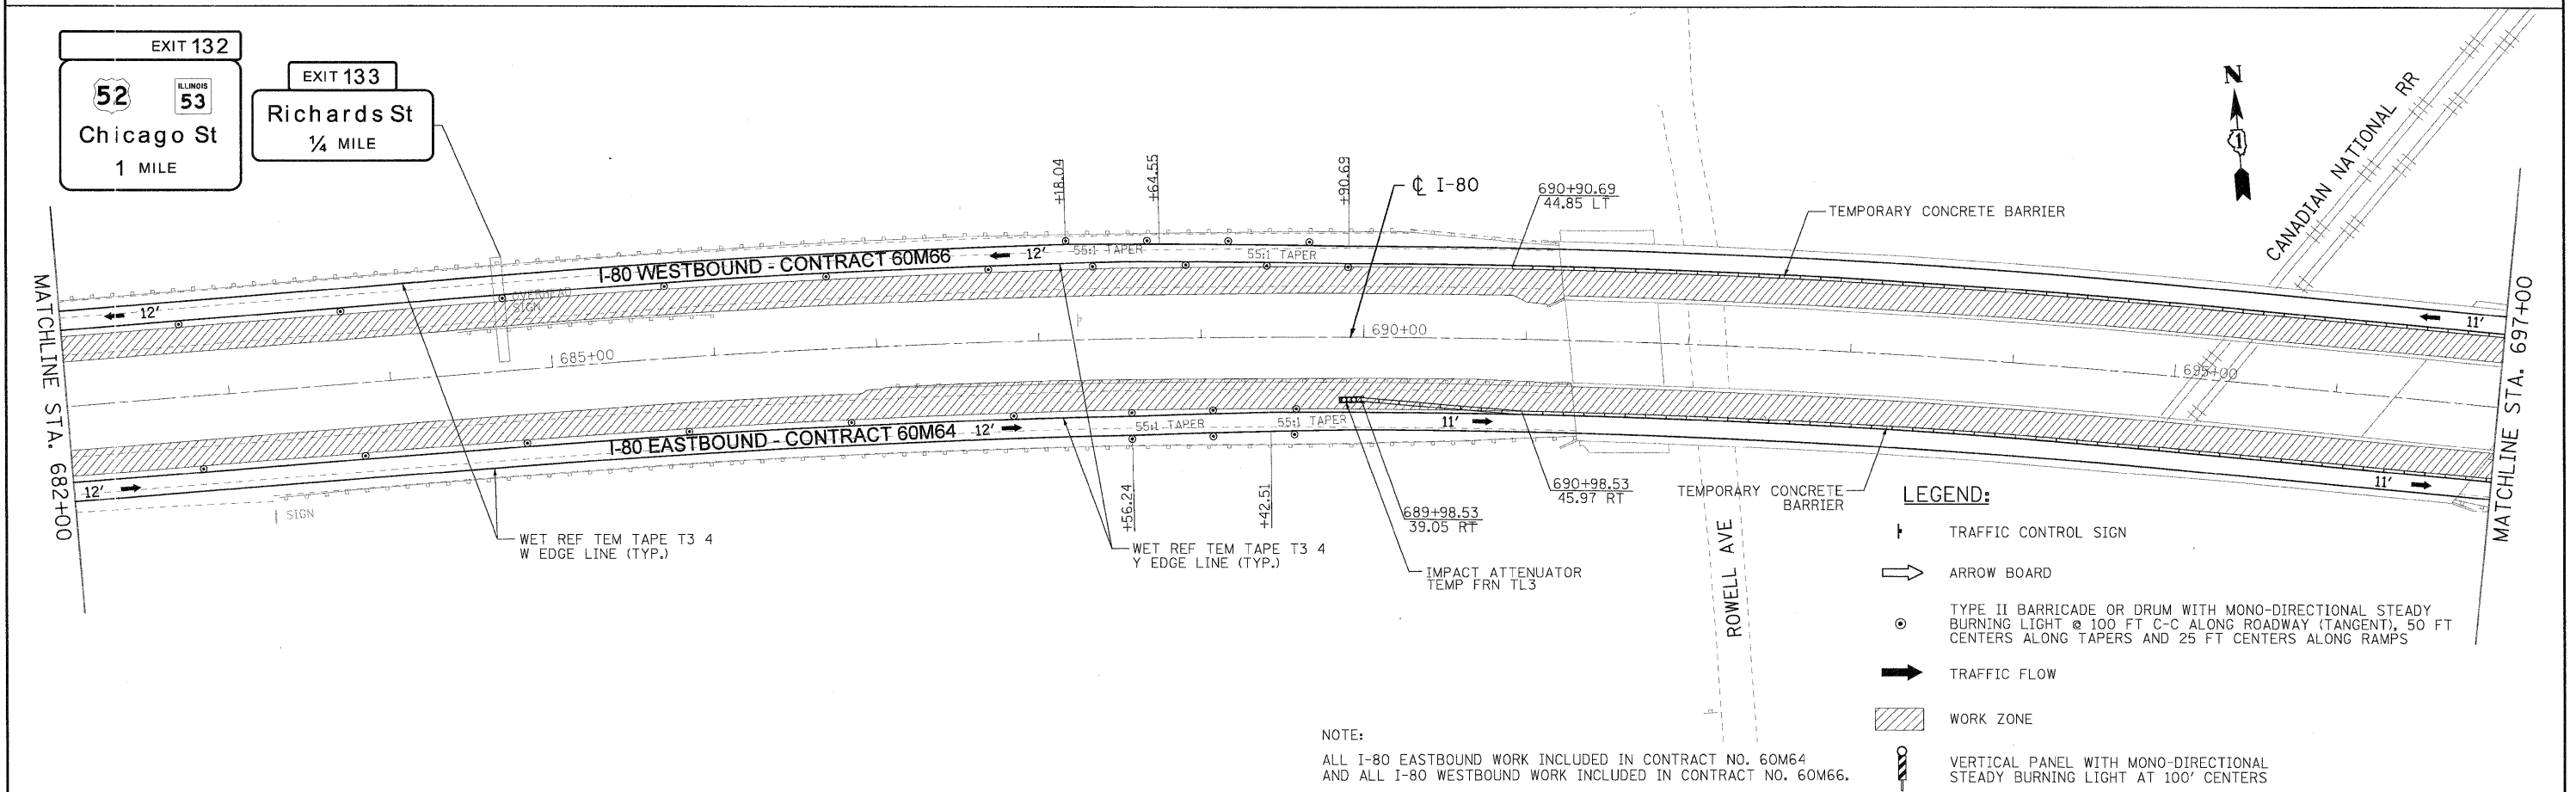 EXIT 132
52
ILLINOIS
53
Chicago St
1 MILE
EXIT 133
Richards St
¼ MILE
MATCHLINE STA. 682+00
I-80 WESTBOUND - CONTRACT 60M66
12'
12'
OVERHEAD
SIGN
+18.04
+64.55
+90.69
55:1 TAPER
55:1 TAPER
℄ I-80
690+90.69
44.85 LT
TEMPORARY CONCRETE BARRIER
CANADIAN NATIONAL RR
N
1
11'
MATCHLINE STA. 697+00
685+00
690+00
695+00
I-80 EASTBOUND - CONTRACT 60M64
12'
12'
55:1 TAPER
55:1 TAPER
11'
11'
SIGN
+56.24
+42.51
WET REF TEM TAPE T3 4
W EDGE LINE (TYP.)
WET REF TEM TAPE T3 4
Y EDGE LINE (TYP.)
689+98.53
39.05 RT
IMPACT ATTENUATOR
TEMP FRN TL3
690+98.53
45.97 RT
TEMPORARY CONCRETE
BARRIER
ROWELL AVE
LEGEND:
TRAFFIC CONTROL SIGN
ARROW BOARD
TYPE II BARRICADE OR DRUM WITH MONO-DIRECTIONAL STEADY
BURNING LIGHT @ 100 FT C-C ALONG ROADWAY (TANGENT), 50 FT
CENTERS ALONG TAPERS AND 25 FT CENTERS ALONG RAMPS
TRAFFIC FLOW
WORK ZONE
VERTICAL PANEL WITH MONO-DIRECTIONAL
STEADY BURNING LIGHT AT 100' CENTERS
NOTE:
ALL I-80 EASTBOUND WORK INCLUDED IN CONTRACT NO. 60M64
AND ALL I-80 WESTBOUND WORK INCLUDED IN CONTRACT NO. 60M66.